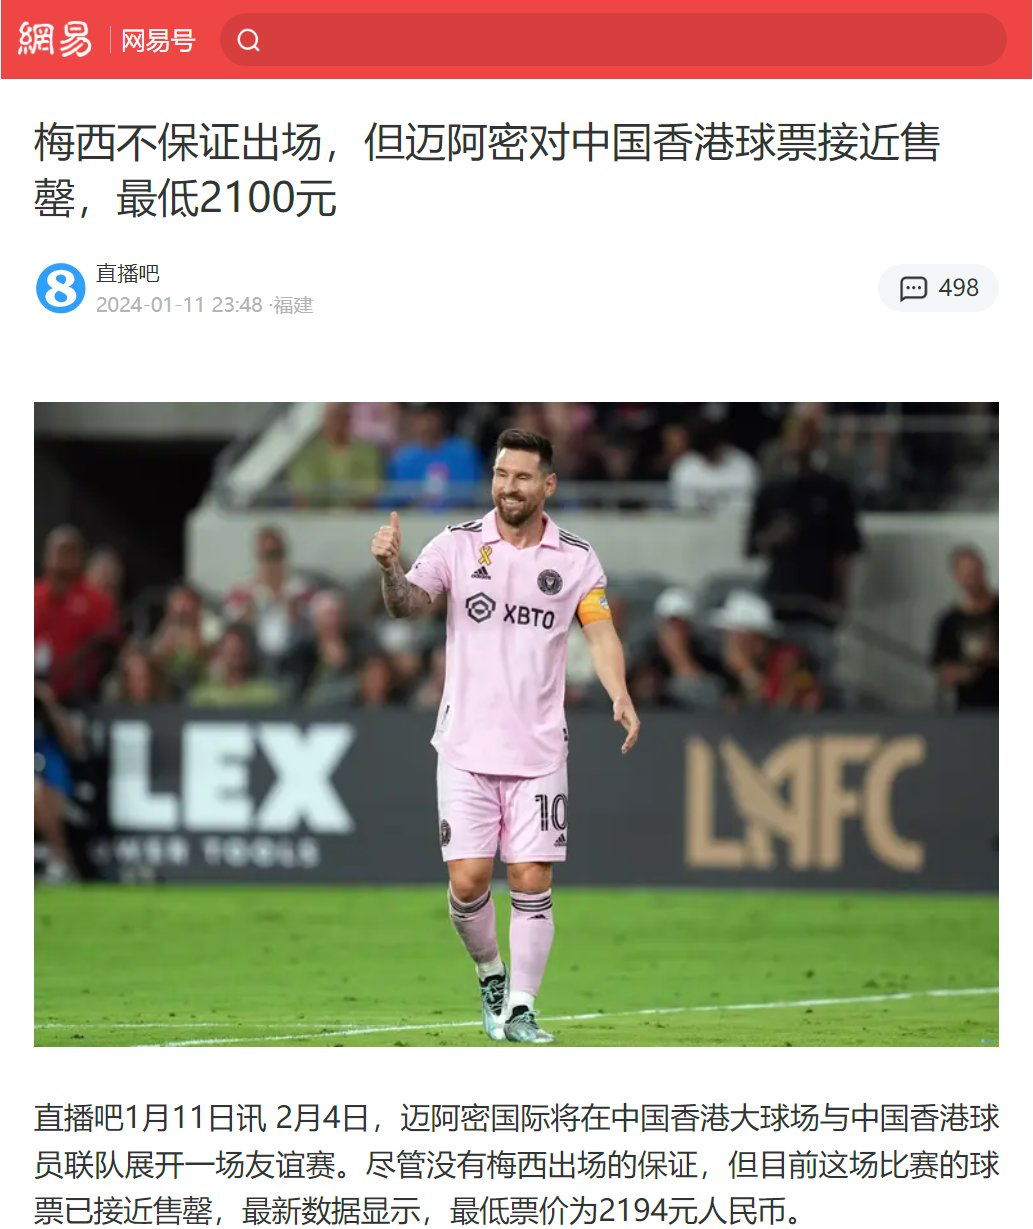 網易 网易号
梅西不保证出场，但迈阿密对中国香港球票接近售
罄，最低2100元
8
直播吧
2024-01-11 23:48 ·福建
498
adidas
XBTO
LEX
LAFC
WER TOOLS
10
直播吧1月11日讯 2月4日，迈阿密国际将在中国香港大球场与中国香港球
员联队展开一场友谊赛。尽管没有梅西出场的保证，但目前这场比赛的球
票已接近售罄，最新数据显示，最低票价为2194元人民币。